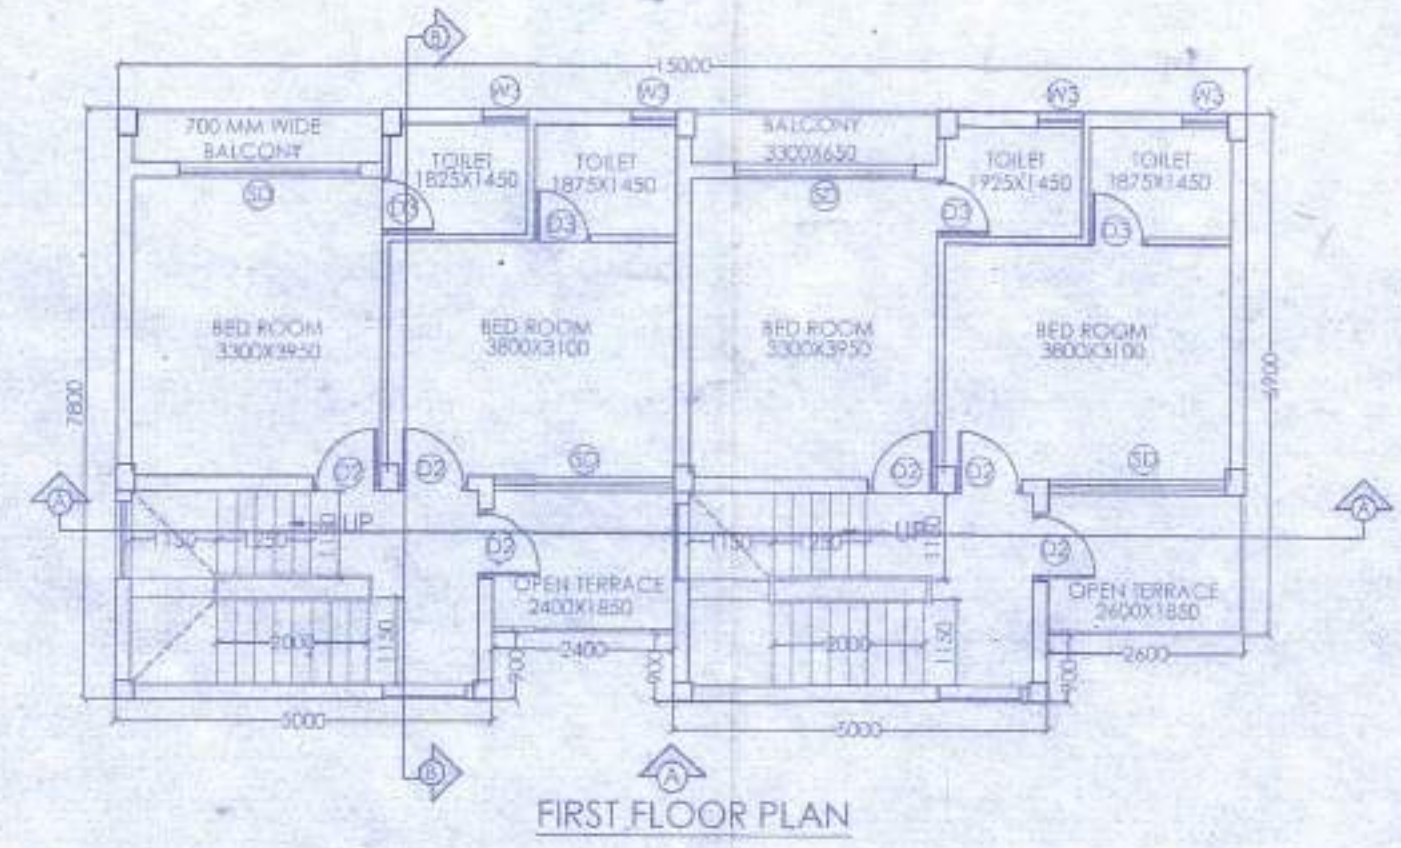 B
15000
W3
W3
W3
W3
700 MM WIDE
BALCONY
TOILET
1825X1450
TOILET
1875X1450
BALCONY
3300X650
TOILET
1925X1450
TOILET
1875X1450
SD
D3
D3
SD
D3
D3
BED ROOM
3300X3950
BED ROOM
3800X3100
BED ROOM
3300X3950
BED ROOM
3800X3100
7800
6900
D2
D2
SD
D2
D2
SD
A
A
1150
1250
UP
1150
D2
1150
1250
UP
1150
D2
OPEN TERRACE
2400X1850
OPEN TERRACE
2600X1850
2000
1150
2400
2000
1150
2600
900
900
900
5000
5000
B
A
FIRST FLOOR PLAN